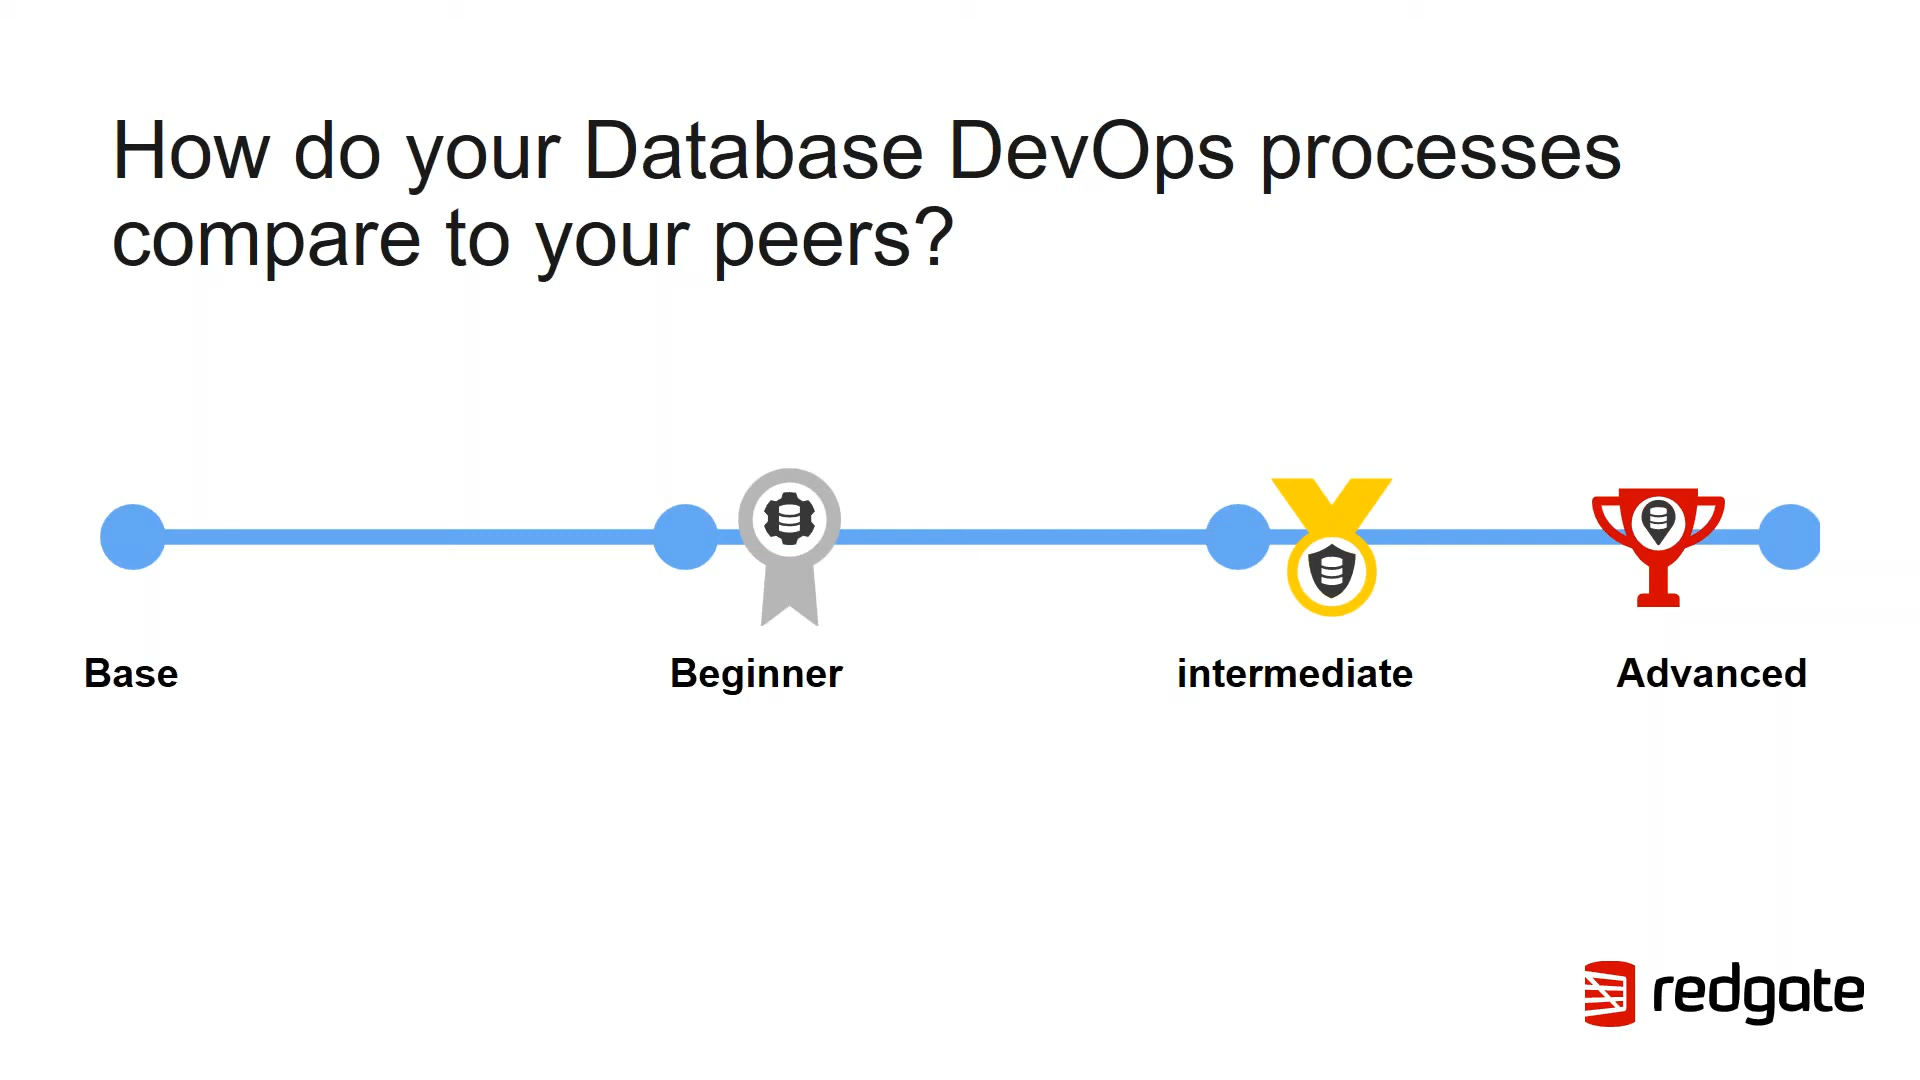 How do your Database DevOps processes
compare to your peers?
Base
Beginner
intermediate
Advanced
redgate